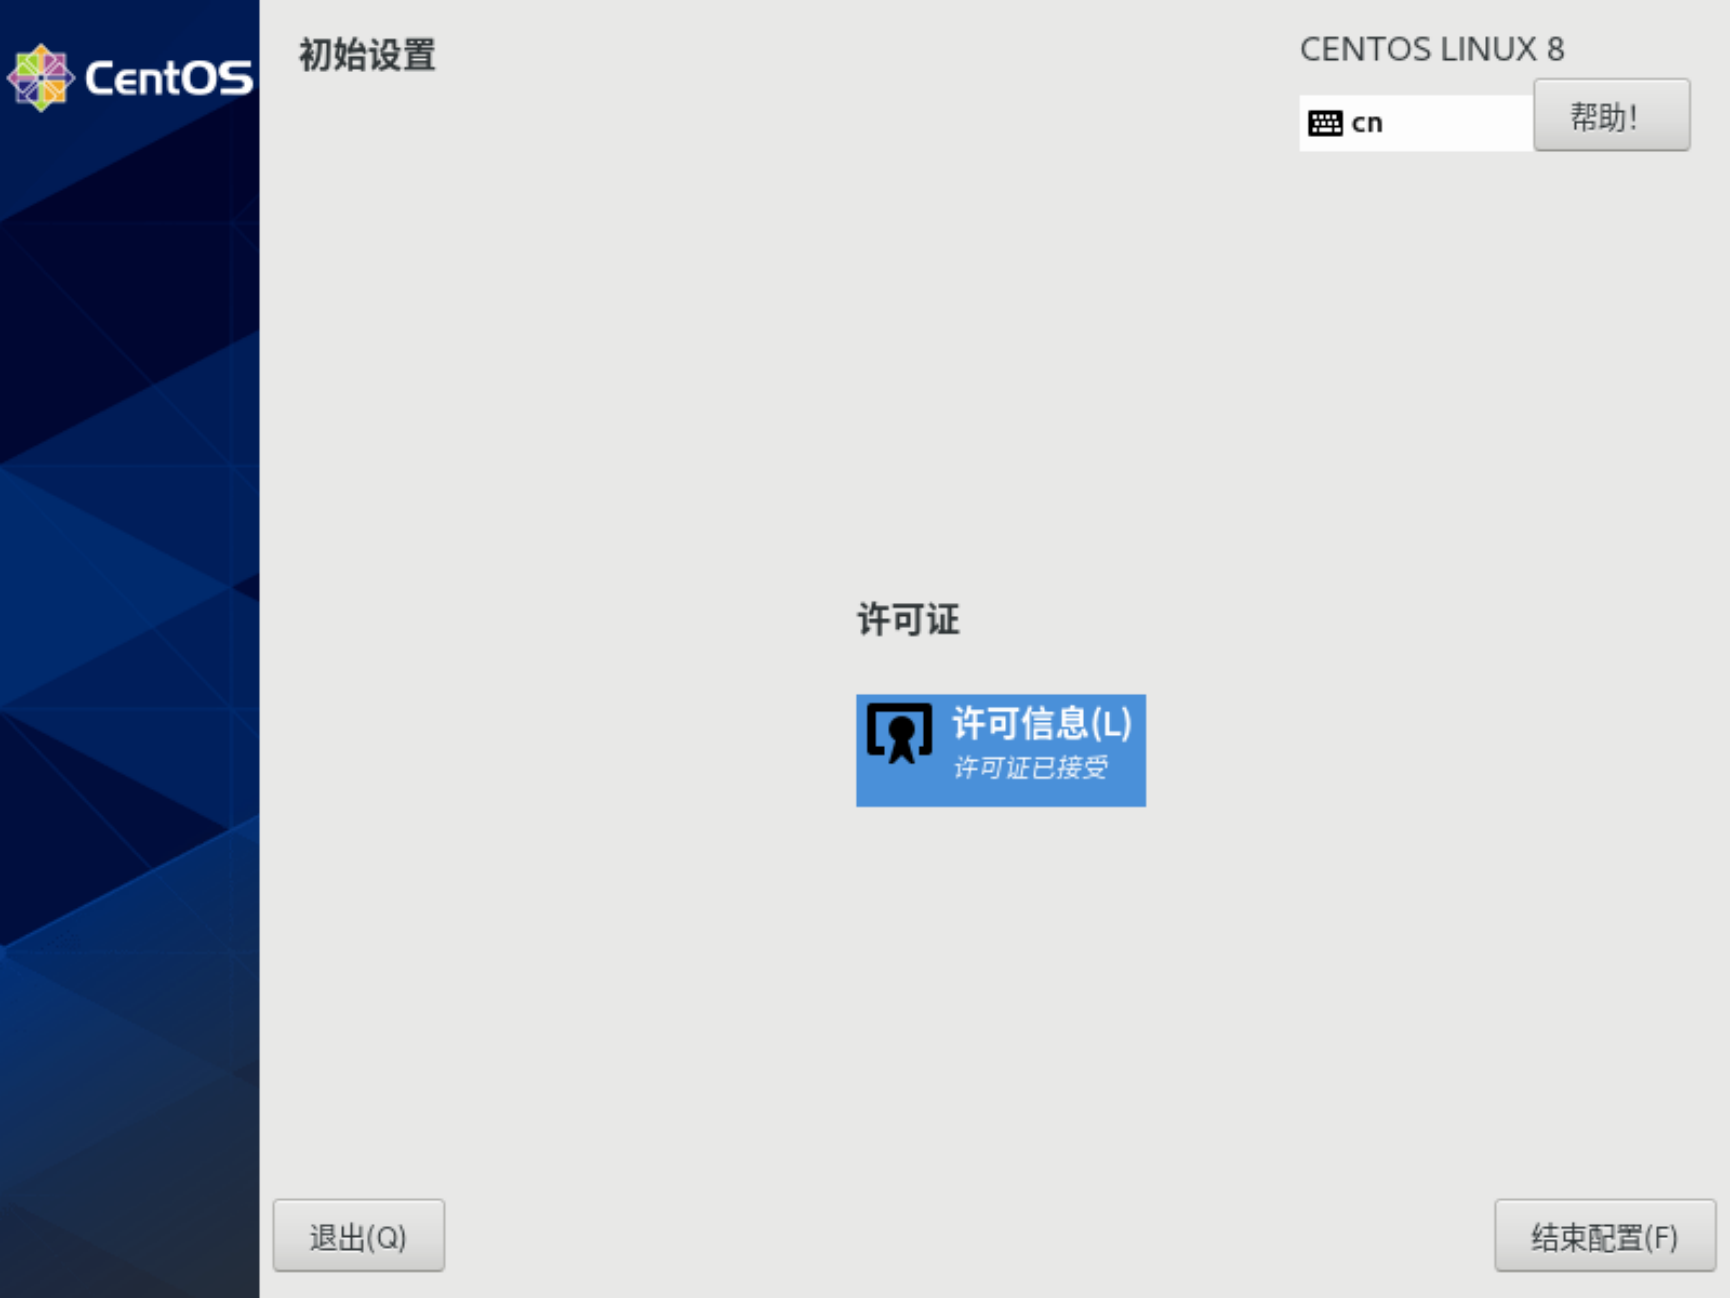 CentOS
初始设置
CENTOS LINUX 8
cn
帮助！
许可证
许可信息(L)
许可证已接受
退出(Q)
结束配置(F)